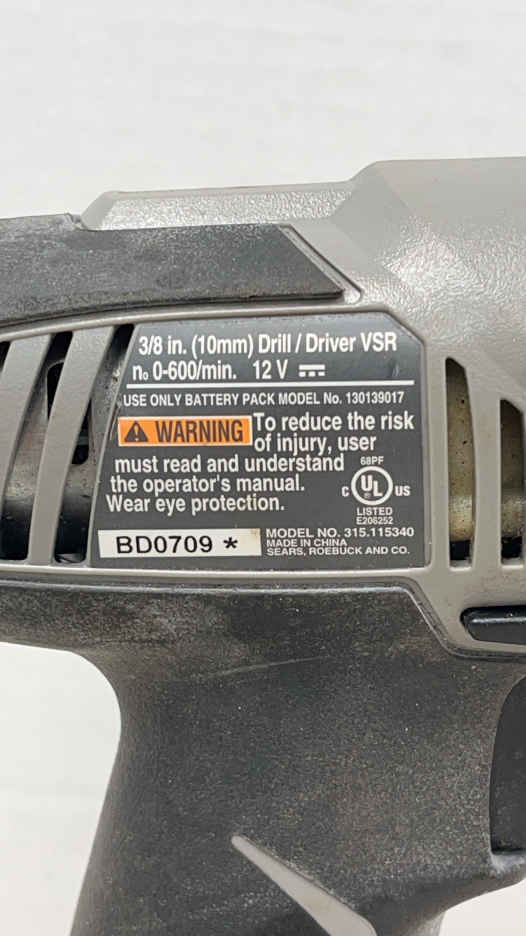 3/8 in. (10mm) Drill / Driver VSR
n₀ 0-600/min. 12 V ⎓
USE ONLY BATTERY PACK MODEL No. 130139017
⚠ WARNING To reduce the risk
of injury, user
must read and understand
the operator's manual.
Wear eye protection.
68PF
C UL US
LISTED
E206252
BD0709 *
MODEL NO. 315.115340
MADE IN CHINA
SEARS, ROEBUCK AND CO.